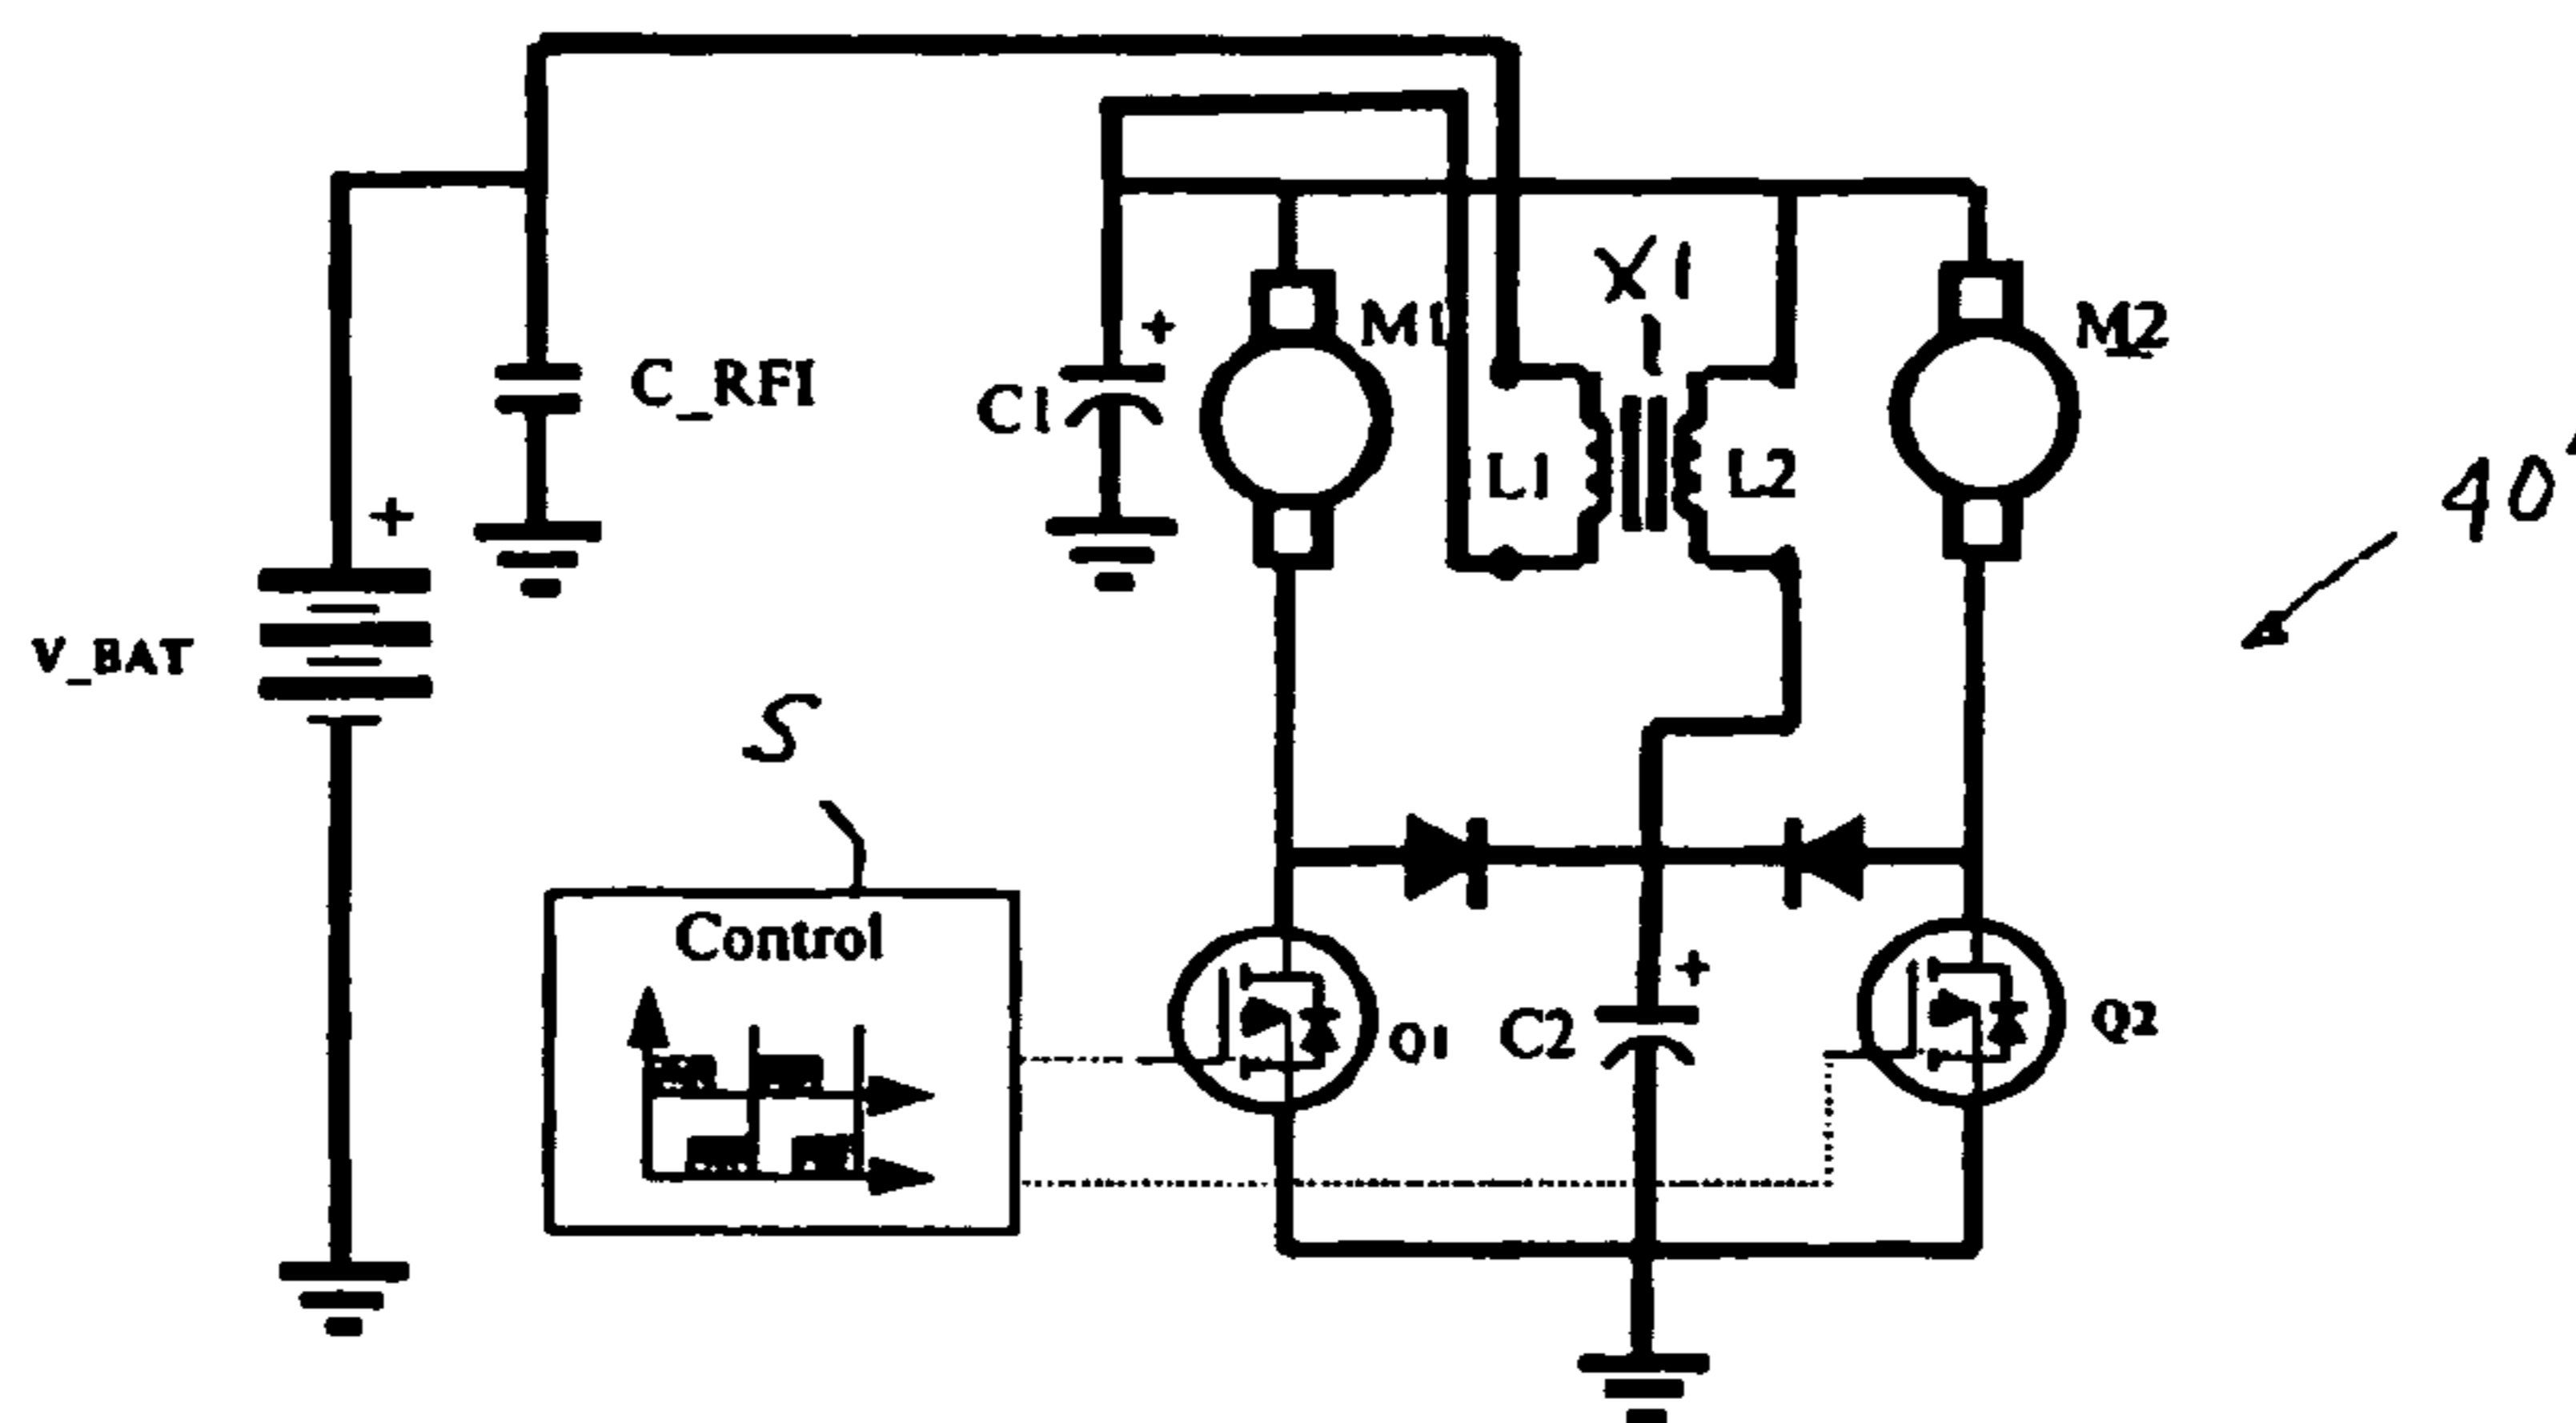 X1
M1
M2
C_RFI
C1
+
L1
L2
40'
+
V_BAT
S
Control
+
Q1
C2
Q2